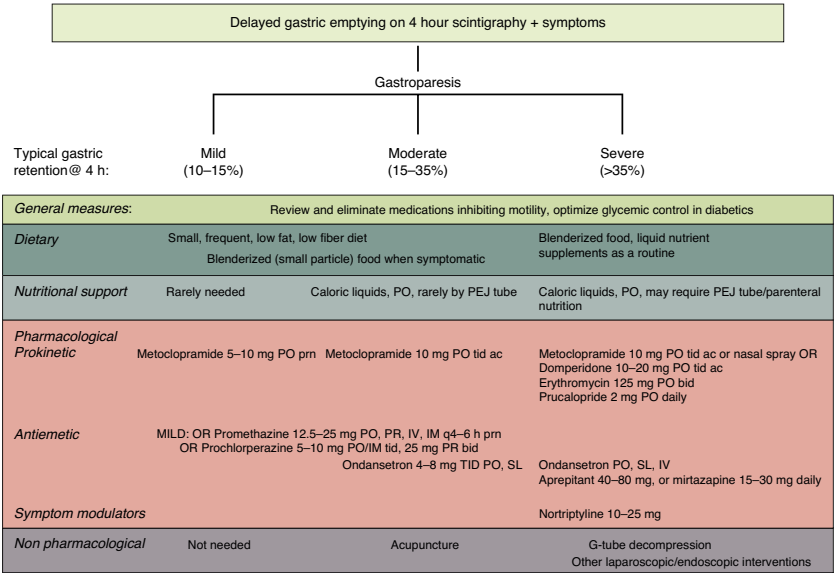 Delayed gastric emptying on 4 hour scintigraphy + symptoms
Gastroparesis
Typical gastric retention@ 4 h:
Mild (10–15%)
Moderate (15–35%)
Severe (>35%)
General measures:
Review and eliminate medications inhibiting motility, optimize glycemic control in diabetics
Dietary
Small, frequent, low fat, low fiber diet
Blenderized (small particle) food when symptomatic
Blenderized food, liquid nutrient
supplements as a routine
Nutritional support
Rarely needed
Caloric liquids, PO, rarely by PEJ tube
Caloric liquids, PO, may require PEJ tube/parenteral
nutrition
Pharmacological
Prokinetic
Metoclopramide 5–10 mg PO prn
Metoclopramide 10 mg PO tid ac
Metoclopramide 10 mg PO tid ac or nasal spray OR
Domperidone 10–20 mg PO tid ac
Erythromycin 125 mg PO bid
Prucalopride 2 mg PO daily
Antiemetic
MILD: OR Promethazine 12.5–25 mg PO, PR, IV, IM q4–6 h prn
OR Prochlorperazine 5–10 mg PO/IM tid, 25 mg PR bid
Ondansetron 4–8 mg TID PO, SL
Ondansetron PO, SL, IV
Aprepitant 40–80 mg, or mirtazapine 15–30 mg daily
Symptom modulators
Nortriptyline 10–25 mg
Non pharmacological
Not needed
Acupuncture
G-tube decompression
Other laparoscopic/endoscopic interventions